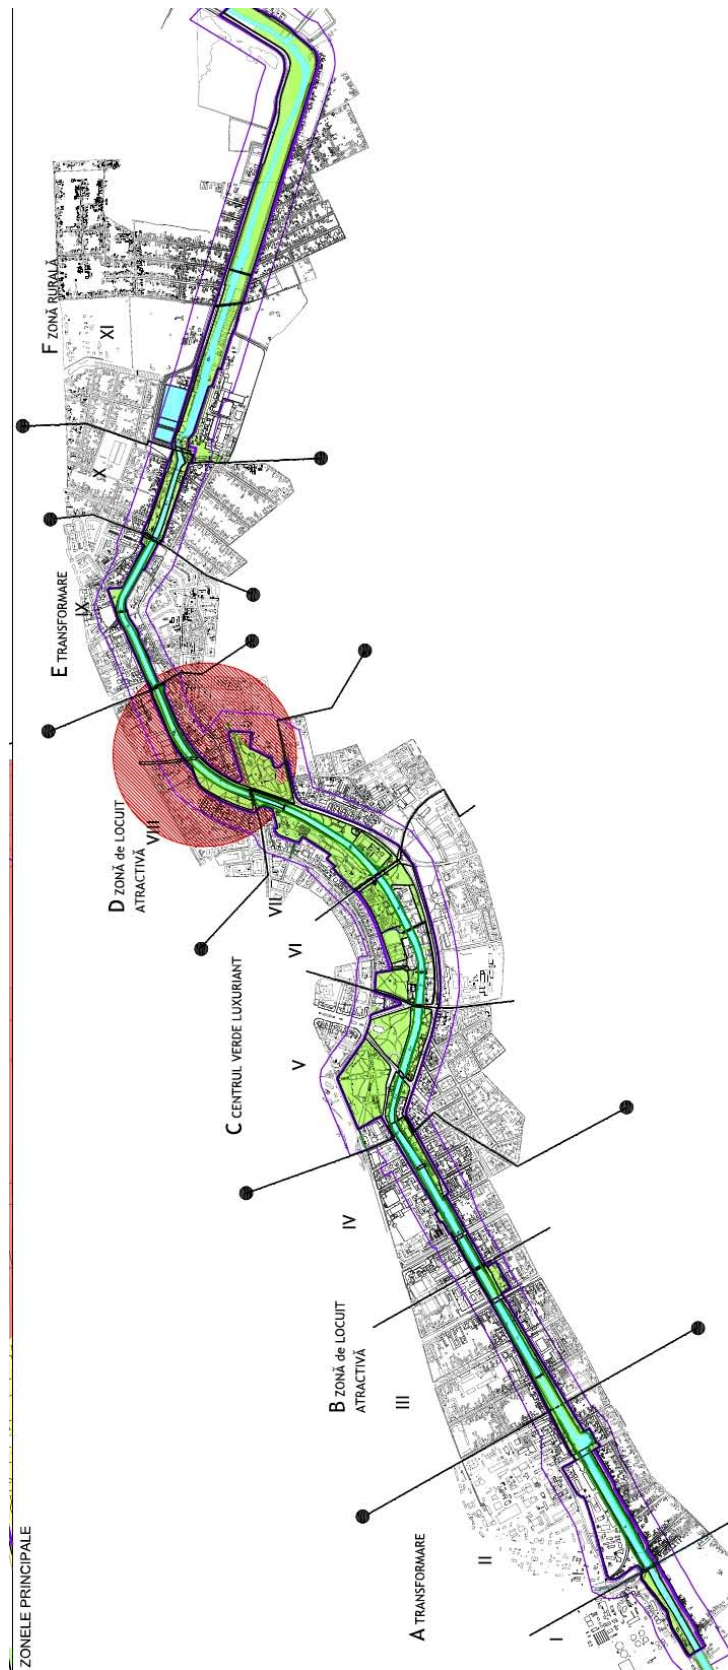 ZONELE PRINCIPALE
A TRANSFORMARE
I
II
B ZONĂ de LOCUIT
ATRACTIVĂ
III
IV
C CENTRUL VERDE LUXURIANT
V
VI
VII
D ZONĂ de LOCUIT
ATRACTIVĂ
VIII
E TRANSFORMARE
IX
X
F ZONĂ RURALĂ
XI